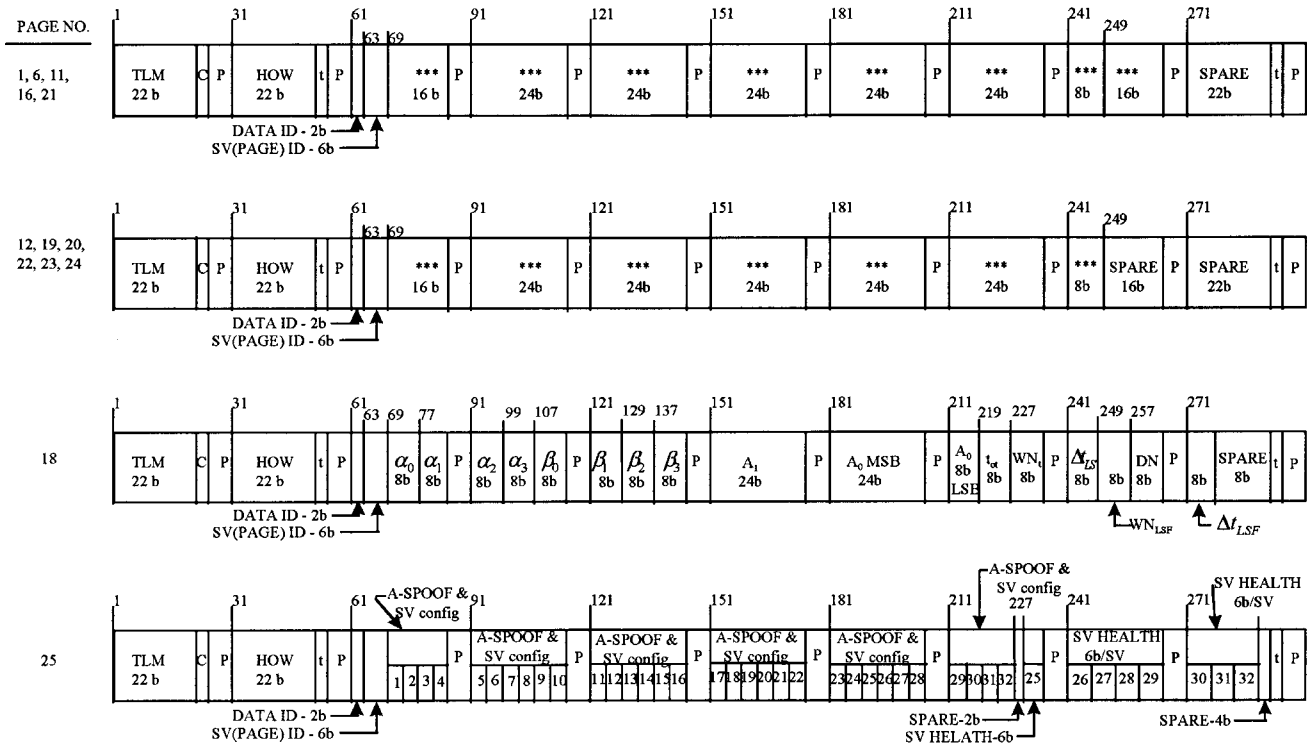 PAGE NO.
1 31 61 63 69 91 121 151 181 211 241 249 271
1, 6, 11,
16, 21
TLM C P HOW t P *** P *** P *** P *** P *** P *** P *** *** P SPARE t P
22 b 22 b 16 b 24b 24b 24b 24b 24b 8b 16b 22b
DATA ID - 2b
SV(PAGE) ID - 6b
1 31 61 63 69 91 121 151 181 211 241 249 271
12, 19, 20,
22, 23, 24
TLM C P HOW t P *** P *** P *** P *** P *** P *** P *** SPARE P SPARE t P
22 b 22 b 16 b 24b 24b 24b 24b 24b 8b 16b 22b
DATA ID - 2b
SV(PAGE) ID - 6b
1 31 61 63 69 77 91 99 107 121 129 137 151 181 211 219 227 241 249 257 271
18
TLM C P HOW t P α0 α1 P α2 α3 β0 P β1 β2 β3 P A1 P A0 MSB P A0 tot WNt P ΔtLS DN P SPARE t P
22 b 22 b 8b 8b 8b 8b 8b 8b 8b 8b 24b 24b 8b LSB 8b 8b 8b 8b 8b 8b 8b
DATA ID - 2b
SV(PAGE) ID - 6b
WNLSF
ΔtLSF
A-SPOOF &
SV config
A-SPOOF &
SV config
SV HEALTH
6b/SV
1 31 61 91 121 151 181 211 227 241 271
25
TLM C P HOW t P P A-SPOOF & SV config P A-SPOOF & SV config P A-SPOOF & SV config P A-SPOOF & SV config P P SV HEALTH 6b/SV P t P
22 b 22 b 1 2 3 4 5 6 7 8 9 10 11 12 13 14 15 16 17 18 19 20 21 22 23 24 25 26 27 28 29 30 31 32 25 26 27 28 29 30 31 32
DATA ID - 2b
SV(PAGE) ID - 6b
SPARE-2b
SV HELATH-6b
SPARE-4b